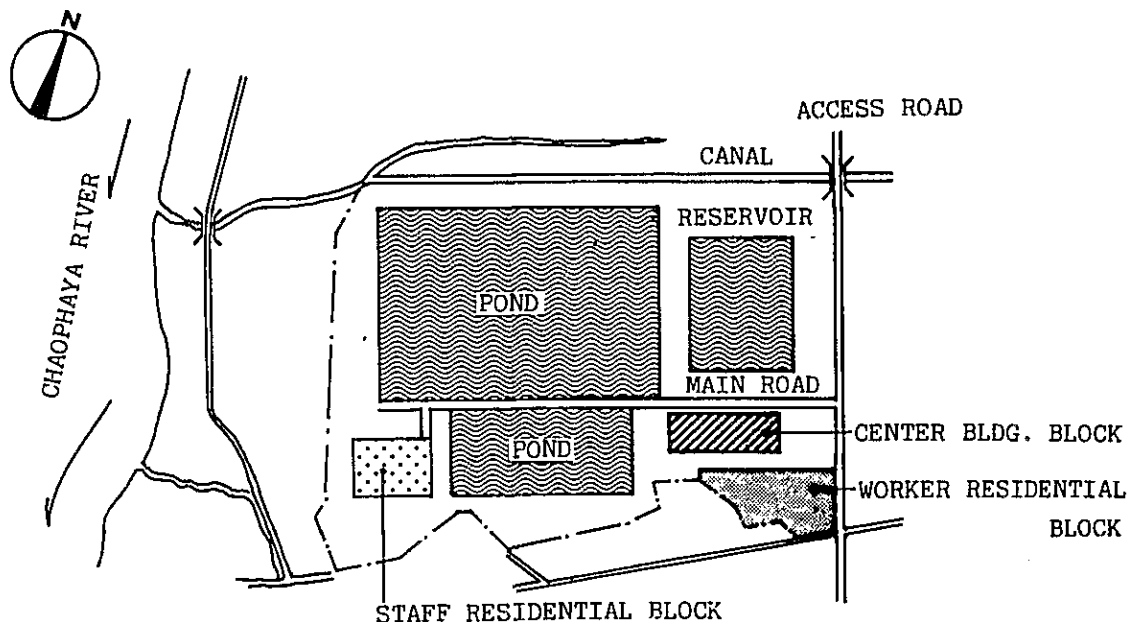 N
ACCESS ROAD
CANAL
CHAOPHAYA RIVER
RESERVOIR
POND
MAIN ROAD
POND
CENTER BLDG. BLOCK
WORKER RESIDENTIAL
BLOCK
STAFF RESIDENTIAL BLOCK